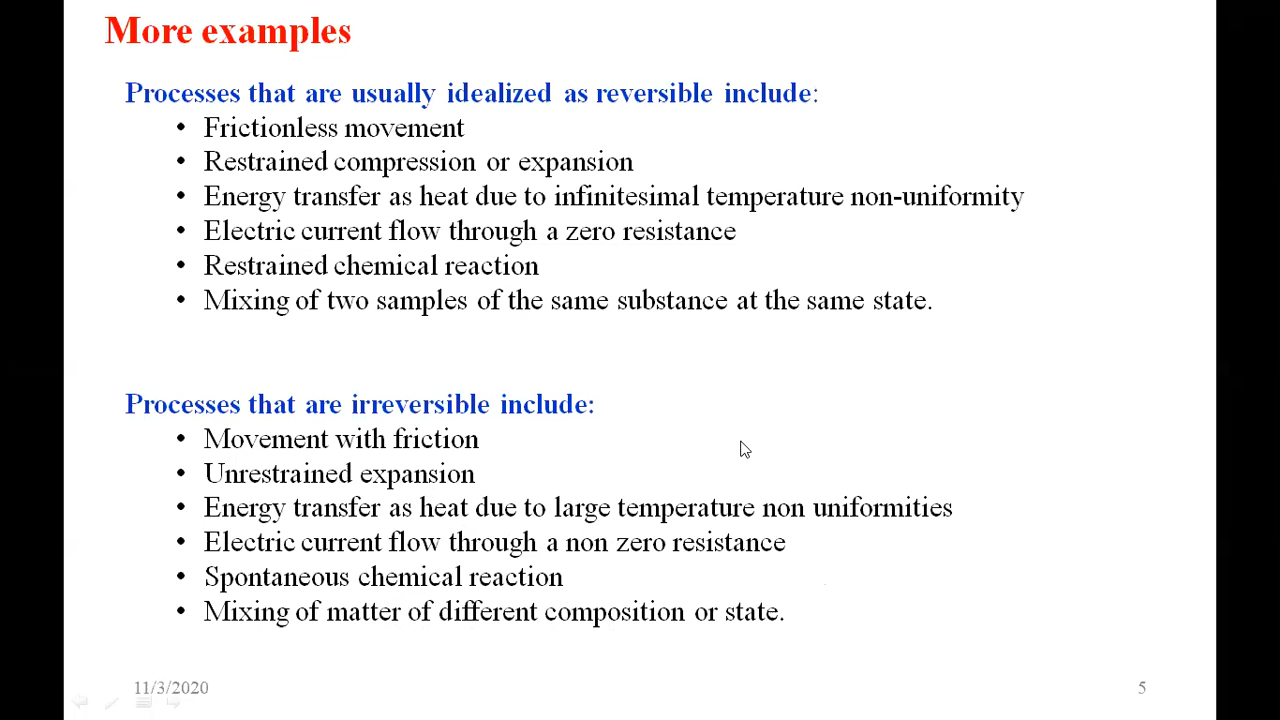 More examples
Processes that are usually idealized as reversible include:
• Frictionless movement
• Restrained compression or expansion
• Energy transfer as heat due to infinitesimal temperature non-uniformity
• Electric current flow through a zero resistance
• Restrained chemical reaction
• Mixing of two samples of the same substance at the same state.
Processes that are irreversible include:
• Movement with friction
• Unrestrained expansion
• Energy transfer as heat due to large temperature non uniformities
• Electric current flow through a non zero resistance
• Spontaneous chemical reaction
• Mixing of matter of different composition or state.
11/3/2020
5